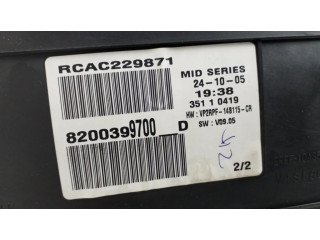 RCAC229871
MID SERIES
24-10-05
19:38
351 1 0419
HW: VP2RPF-14B115-CR
SW: V09.05
8200399700__D
2/2